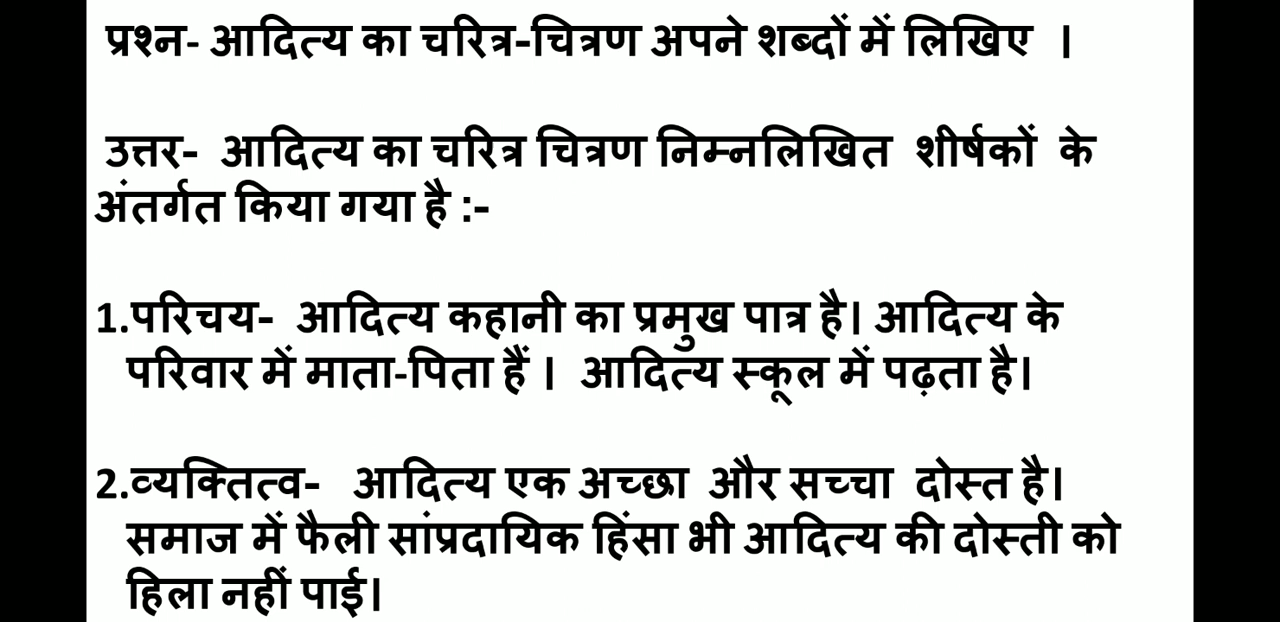 प्रश्न- आदित्य का चरित्र-चित्रण अपने शब्दों में लिखिए ।
उत्तर- आदित्य का चरित्र चित्रण निम्नलिखित शीर्षकों के
अंतर्गत किया गया है :-
1.परिचय- आदित्य कहानी का प्रमुख पात्र है। आदित्य के
परिवार में माता-पिता हैं । आदित्य स्कूल में पढ़ता है।
2.व्यक्तित्व- आदित्य एक अच्छा और सच्चा दोस्त है।
समाज में फैली सांप्रदायिक हिंसा भी आदित्य की दोस्ती को
हिला नहीं पाई।